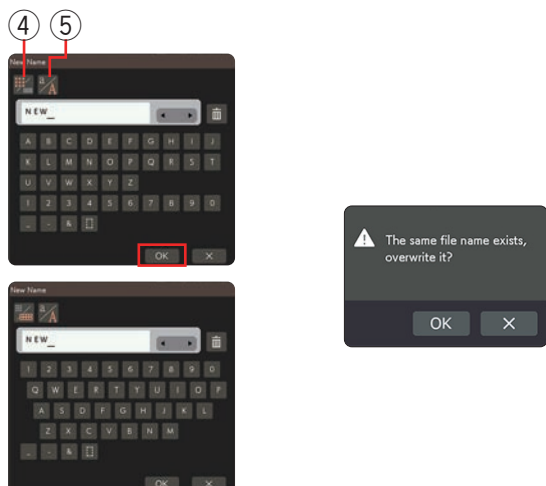 ④ ⑤
New Name
a/A
NEW_
A B C D E F G H I J
K L M N O P Q R S T
U V W X Y Z
1 2 3 4 5 6 7 8 9 0
_ - & []
OK ×
New Name
a/A
NEW_
1 2 3 4 5 6 7 8 9 0
Q W E R T Y U I O P
A S D F G H J K L
Z X C V B N M
_ - & []
OK ×
The same file name exists,
overwrite it?
OK ×